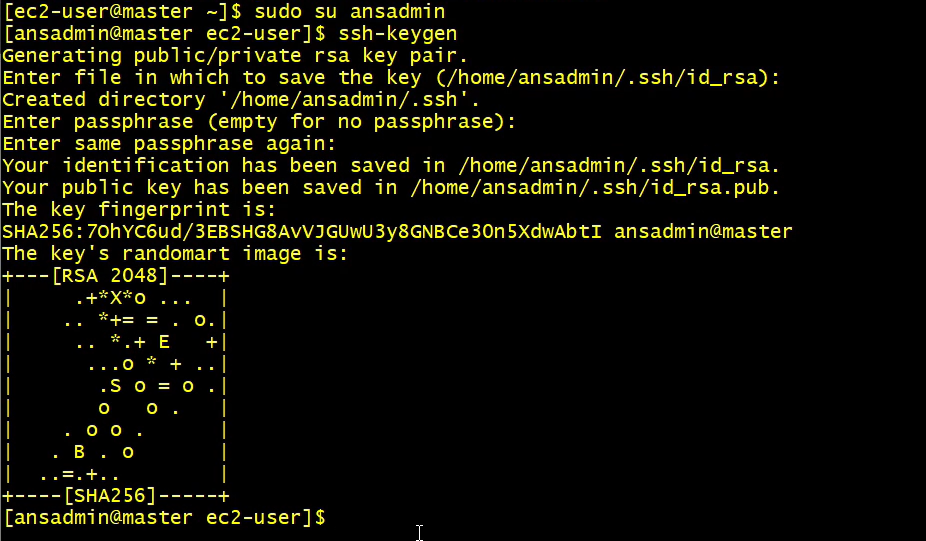 [ec2-user@master ~]$ sudo su ansadmin
[ansadmin@master ec2-user]$ ssh-keygen
Generating public/private rsa key pair.
Enter file in which to save the key (/home/ansadmin/.ssh/id_rsa):
Created directory '/home/ansadmin/.ssh'.
Enter passphrase (empty for no passphrase):
Enter same passphrase again:
Your identification has been saved in /home/ansadmin/.ssh/id_rsa.
Your public key has been saved in /home/ansadmin/.ssh/id_rsa.pub.
The key fingerprint is:
SHA256:7OhYC6ud/3EBSHG8AvVJGUwU3y8GNBCe3On5XdwAbtI ansadmin@master
The key's randomart image is:
+---[RSA 2048]----+
|     .+*X*o ...  |
|    .. *+= = . o.|
|     .. *.+ E   +|
|      ...o * + ..|
|       .S o = o .|
|       o   o .   |
|    . o o .      |
|   . B . o       |
|  ..=.+..        |
+----[SHA256]-----+
[ansadmin@master ec2-user]$